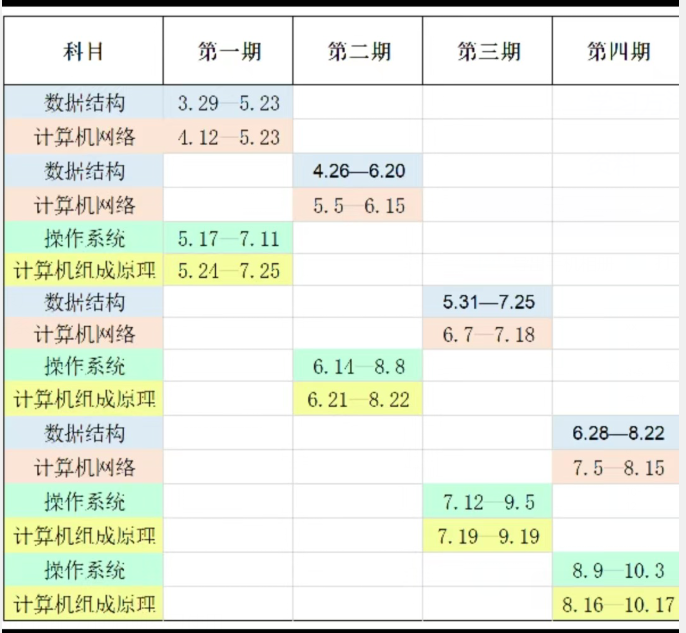 科目 第一期 第二期 第三期 第四期
数据结构 3.29—5.23
计算机网络 4.12—5.23
数据结构 4.26—6.20
计算机网络 5.5—6.15
操作系统 5.17—7.11
计算机组成原理 5.24—7.25
数据结构 5.31—7.25
计算机网络 6.7—7.18
操作系统 6.14—8.8
计算机组成原理 6.21—8.22
数据结构 6.28—8.22
计算机网络 7.5—8.15
操作系统 7.12—9.5
计算机组成原理 7.19—9.19
操作系统 8.9—10.3
计算机组成原理 8.16—10.17